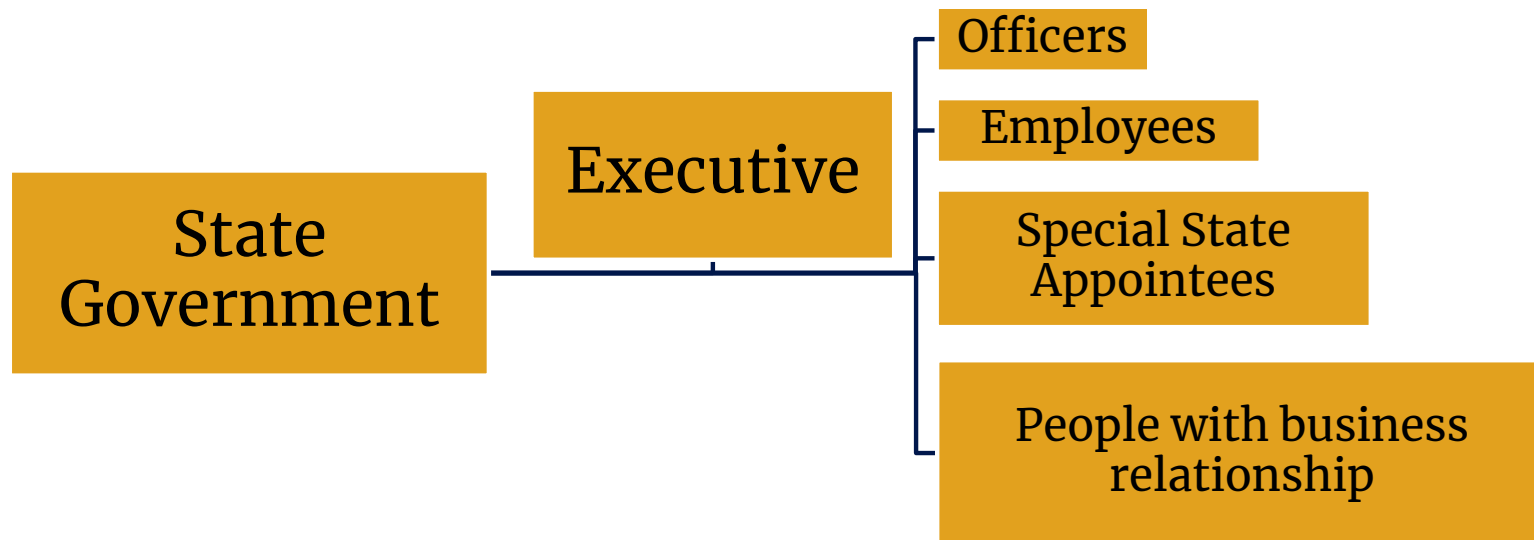 State
Government
Executive
Officers
Employees
Special State
Appointees
People with business
relationship